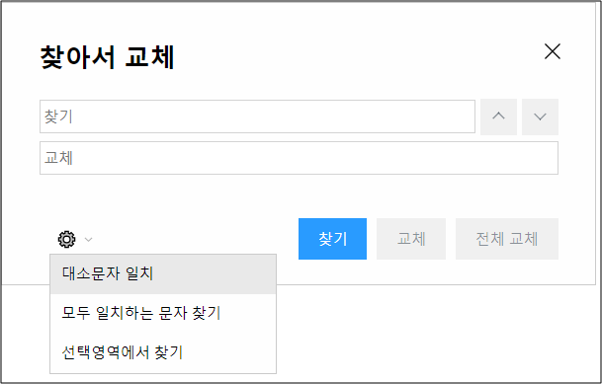 찾아서 교체
찾기
교체
찾기 교체 전체 교체
대소문자 일치
모두 일치하는 문자 찾기
선택영역에서 찾기